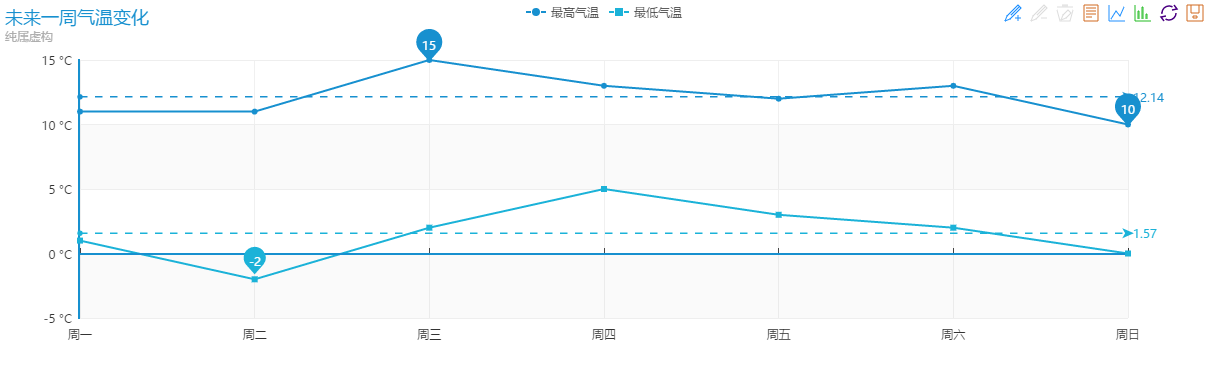 未来一周气温变化
纯属虚构
最高气温 最低气温
15 °C
10 °C
5 °C
0 °C
-5 °C
15
12.14
10
-2
1.57
周一 周二 周三 周四 周五 周六 周日